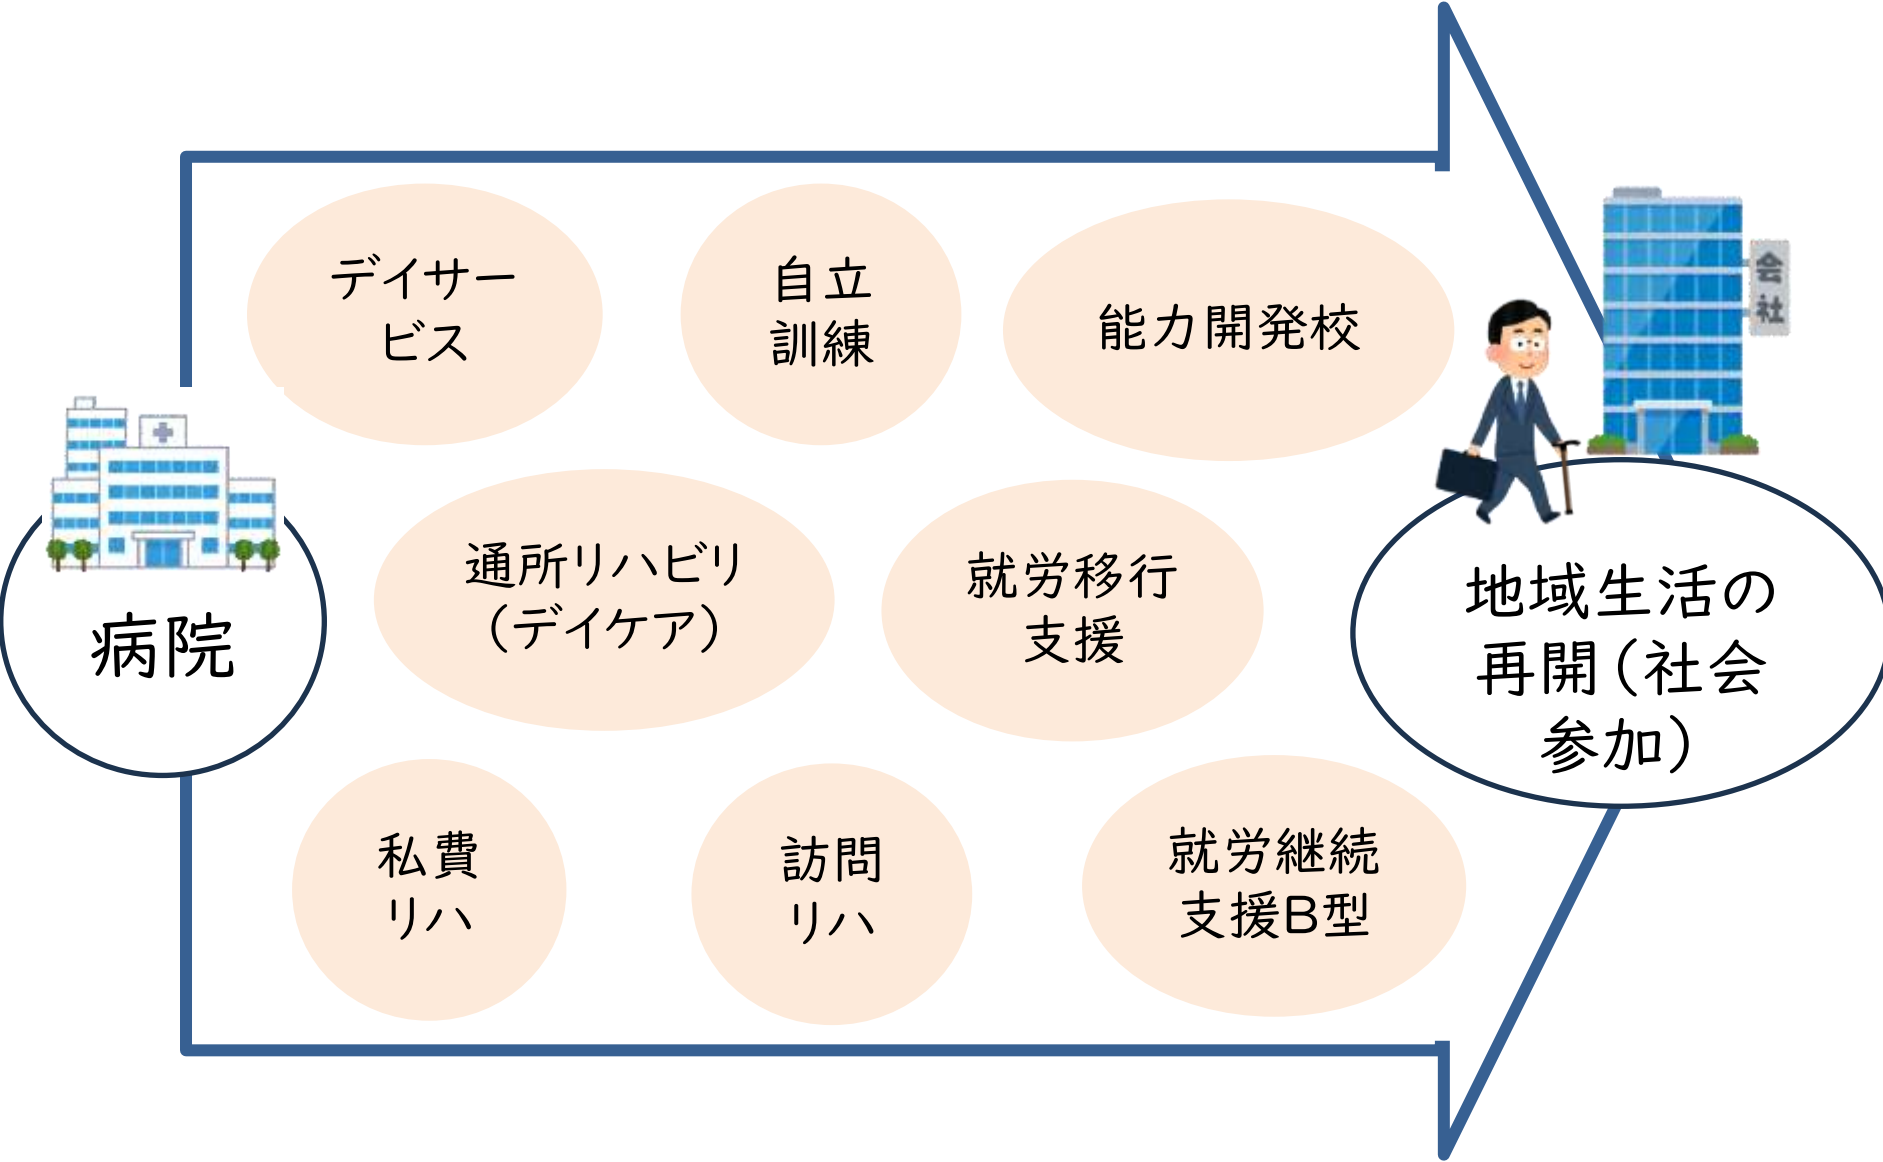 デイサー
ビス
自立
訓練
能力開発校
会
社
通所リハビリ
（デイケア）
就労移行
支援
病院
地域生活の
再開（社会
参加）
私費
リハ
訪問
リハ
就労継続
支援B型